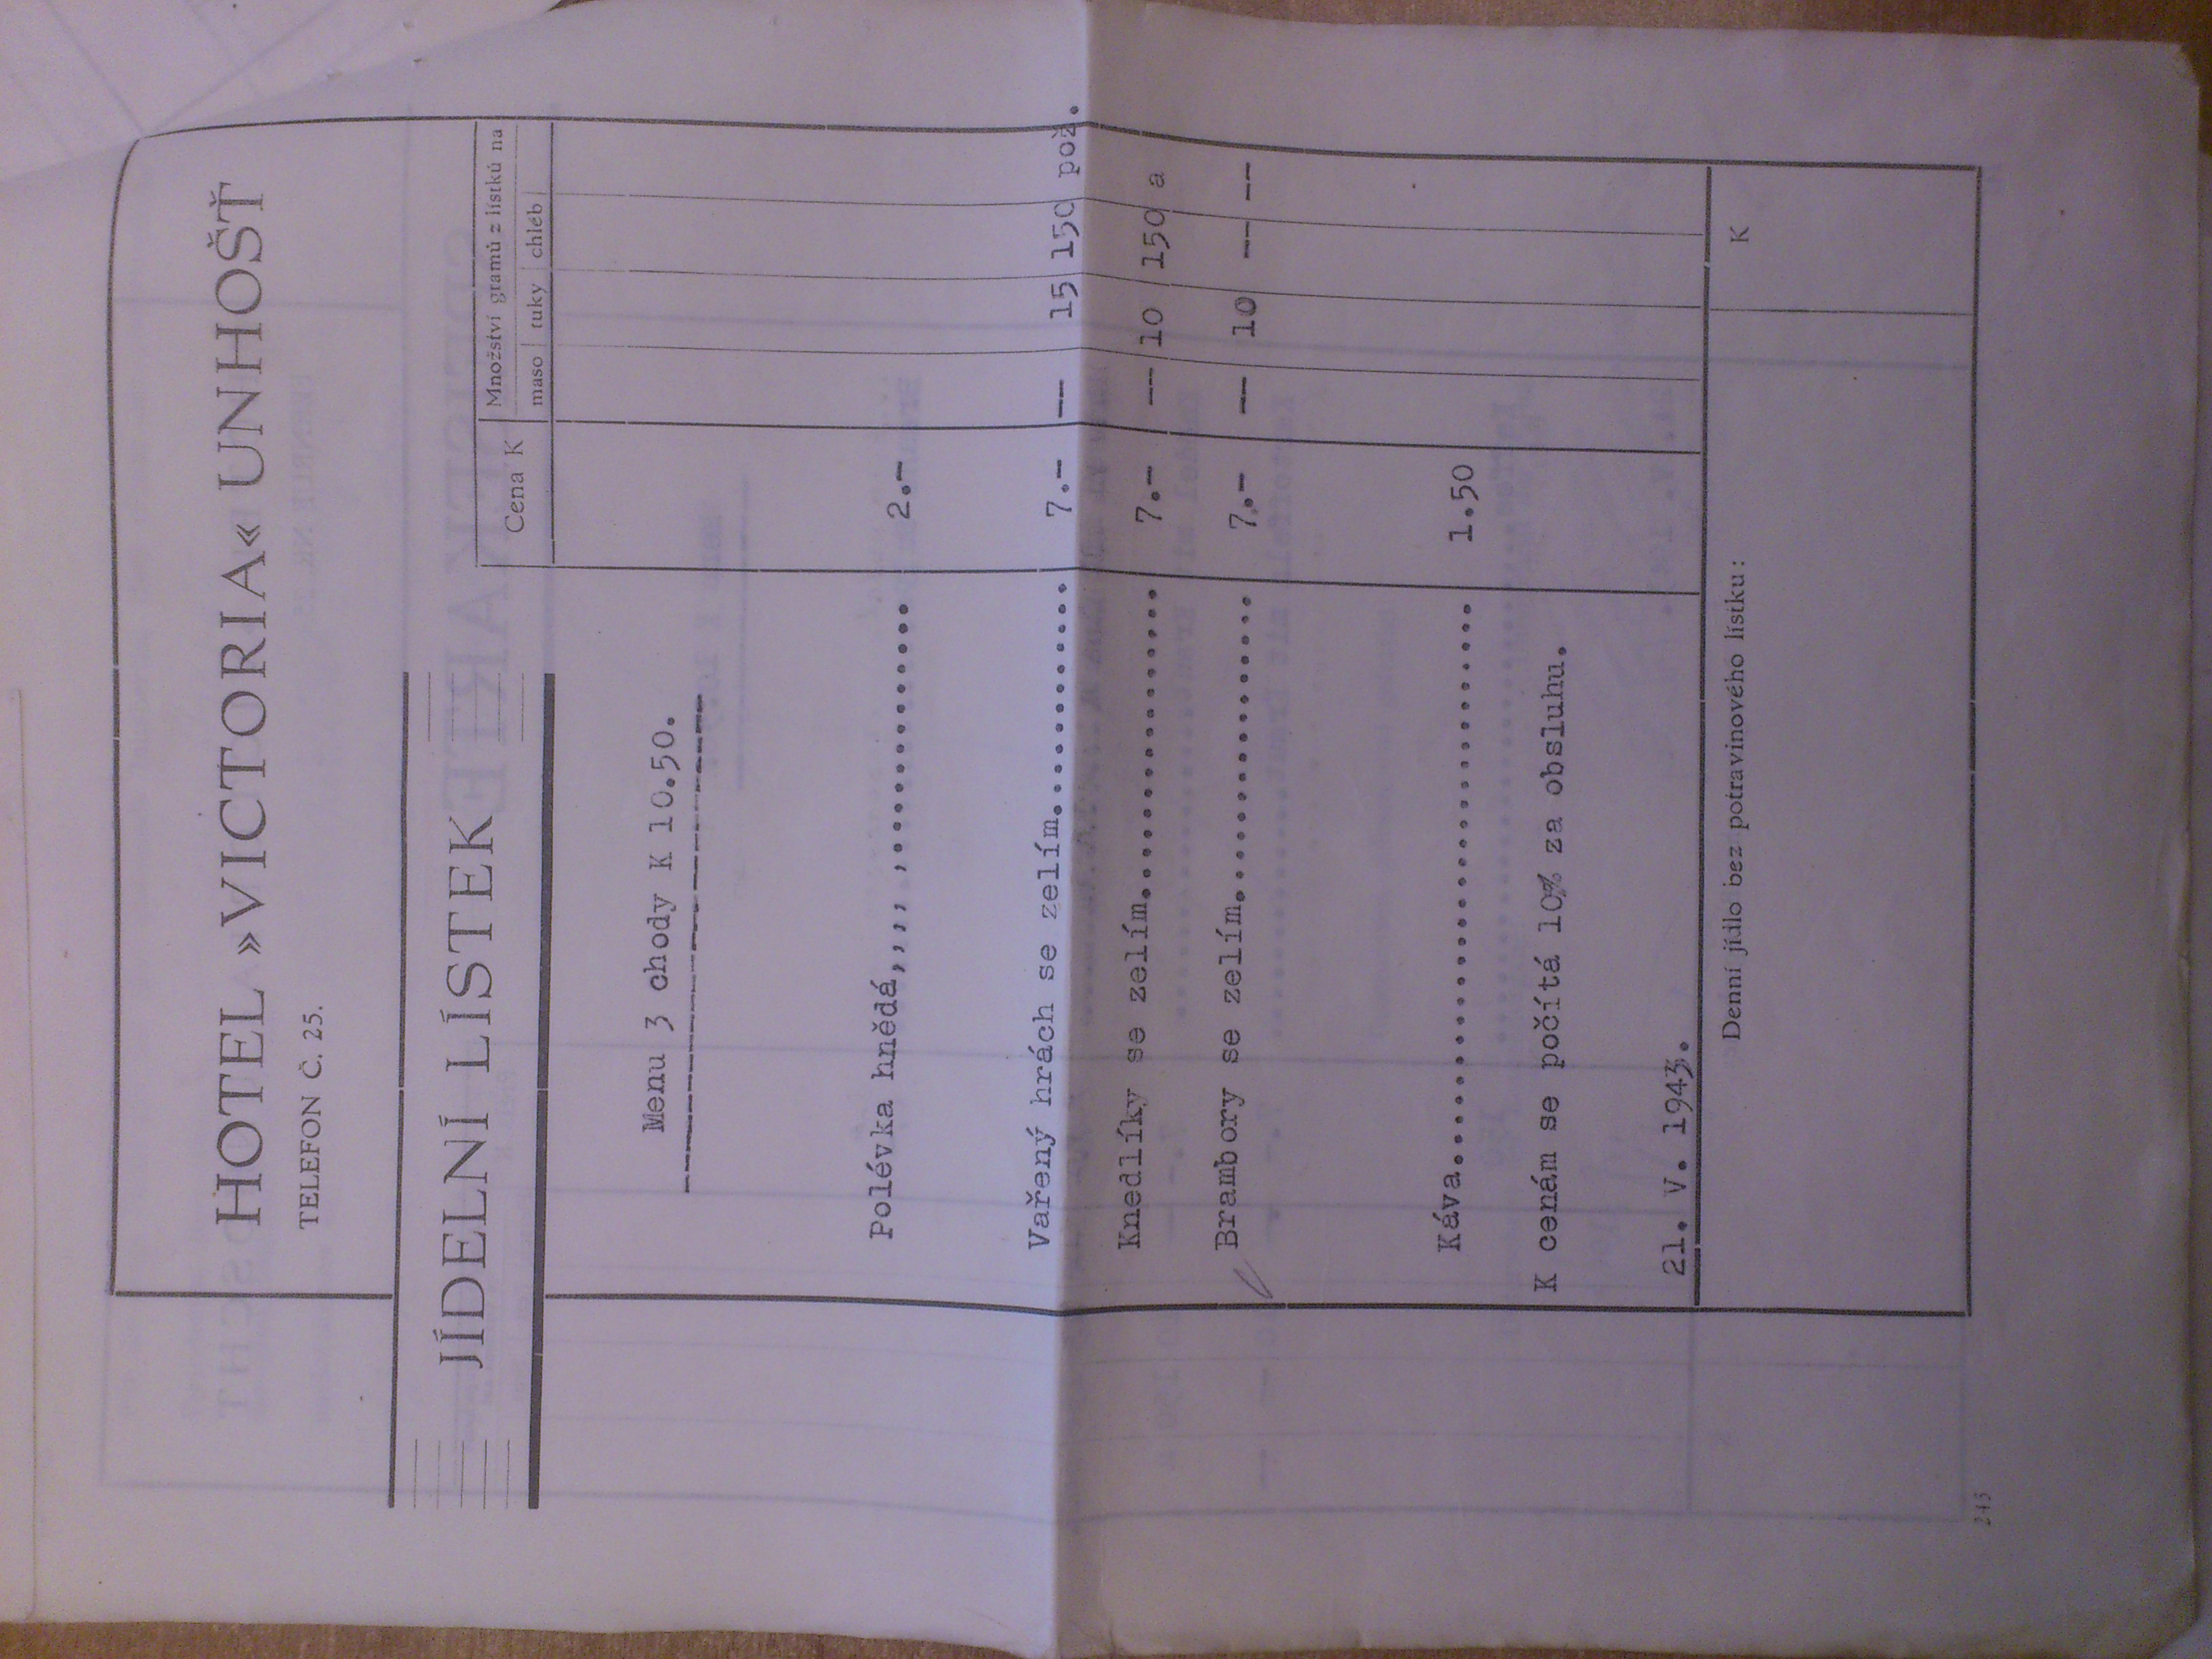 HOTEL »VICTORIA« UNHOŠŤ
TELEFON Č. 25.
JÍDELNÍ LÍSTEK
Cena K
Množství gramů z lístků na
maso tuky chléb
Menu 3 chody K 10.50.
Polévka hnědá,,,, ,............. 2.-
Vařený hrách se zelím............ 7.- -- 15 150 pož.
Knedlíky se zelím................ 7.- -- 10 150 a
Brambory se zelím................ 7.- -- 10 -- --
Káva............................. 1.50
K cenám se počítá 10% za obsluhu.
21. V. 1943.
Denní jídlo bez potravinového lístku: K
243